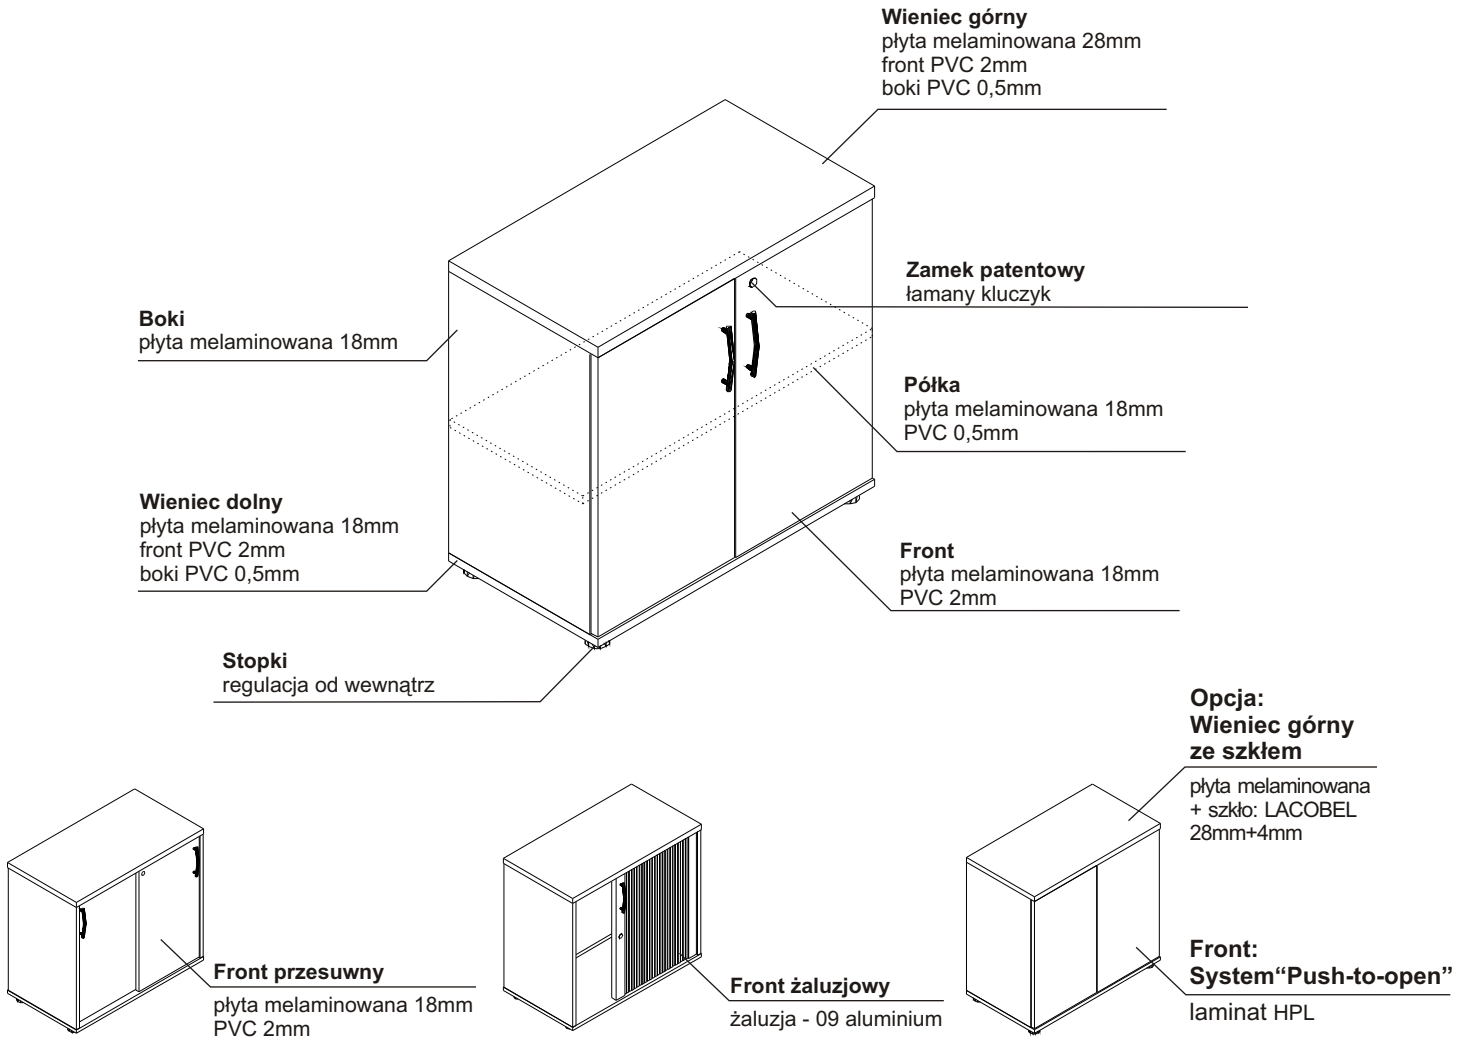 Wieniec górny
płyta melaminowana 28mm
front PVC 2mm
boki PVC 0,5mm
Zamek patentowy
łamany kluczyk
Boki
płyta melaminowana 18mm
Półka
płyta melaminowana 18mm
PVC 0,5mm
Wieniec dolny
płyta melaminowana 18mm
front PVC 2mm
boki PVC 0,5mm
Front
płyta melaminowana 18mm
PVC 2mm
Stopki
regulacja od wewnątrz
Opcja:
Wieniec górny
ze szkłem
płyta melaminowana
+ szkło: LACOBEL
28mm+4mm
Front przesuwny
płyta melaminowana 18mm
PVC 2mm
Front żaluzjowy
żaluzja - 09 aluminium
Front:
System“Push-to-open”
laminat HPL